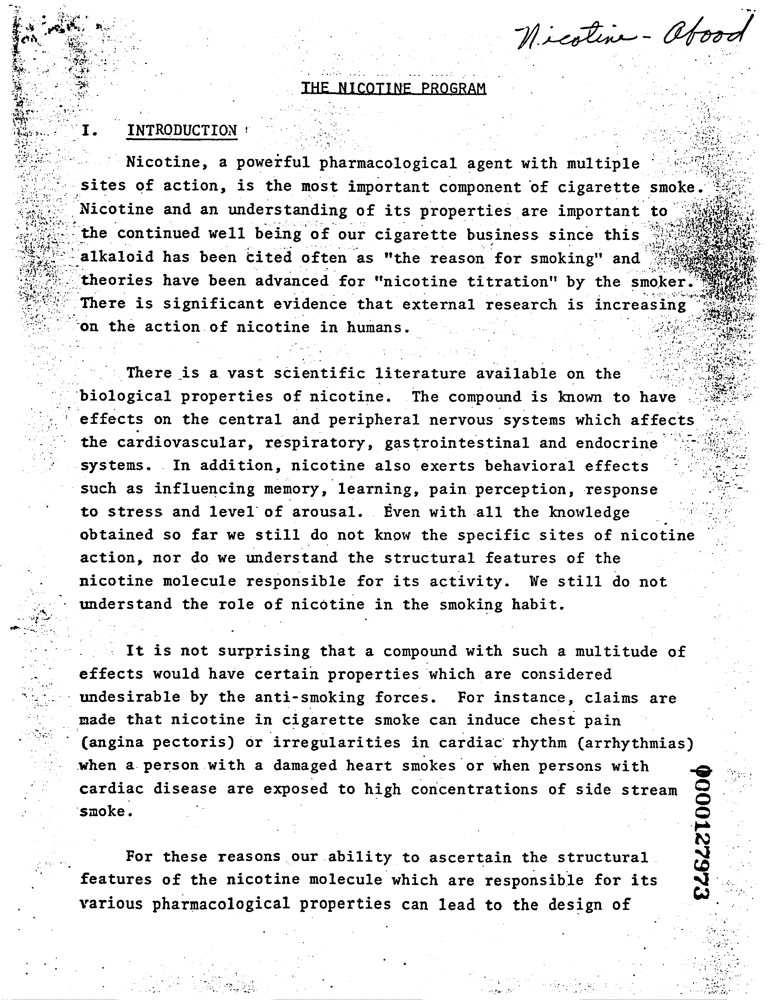 Nicotine - Abood
THE NICOTINE PROGRAM
I. INTRODUCTION
Nicotine, a powerful pharmacological agent with multiple
sites of action, is the most important component of cigarette smoke.
Nicotine and an understanding of its properties are important to
the continued well being of our cigarette business since this
alkaloid has been cited often as "the reason for smoking" and
theories have been advanced for "nicotine titration" by the smoker.
There is significant evidence that external research is increasing
on the action of nicotine in humans.
There is a vast scientific literature available on the
biological properties of nicotine. The compound is known to have
effects on the central and peripheral nervous systems which affects
the cardiovascular, respiratory, gastrointestinal and endocrine
systems. In addition, nicotine also exerts behavioral effects
such as influencing memory, learning, pain perception, response
to stress and level of arousal. Even with all the knowledge
obtained so far we still do not know the specific sites of nicotine
action, nor do we understand the structural features of the
nicotine molecule responsible for its activity. We still do not
understand the role of nicotine in the smoking habit.
It is not surprising that a compound with such a multitude of
effects would have certain properties which are considered
undesirable by the anti-smoking forces. For instance, claims are
made that nicotine in cigarette smoke can induce chest pain
(angina pectoris) or irregularities in cardiac rhythm (arrhythmias)
when a person with a damaged heart smokes or when persons with
cardiac disease are exposed to high concentrations of side stream
smoke.
For these reasons our ability to ascertain the structural
features of the nicotine molecule which are responsible for its
various pharmacological properties can lead to the design of
0000127973